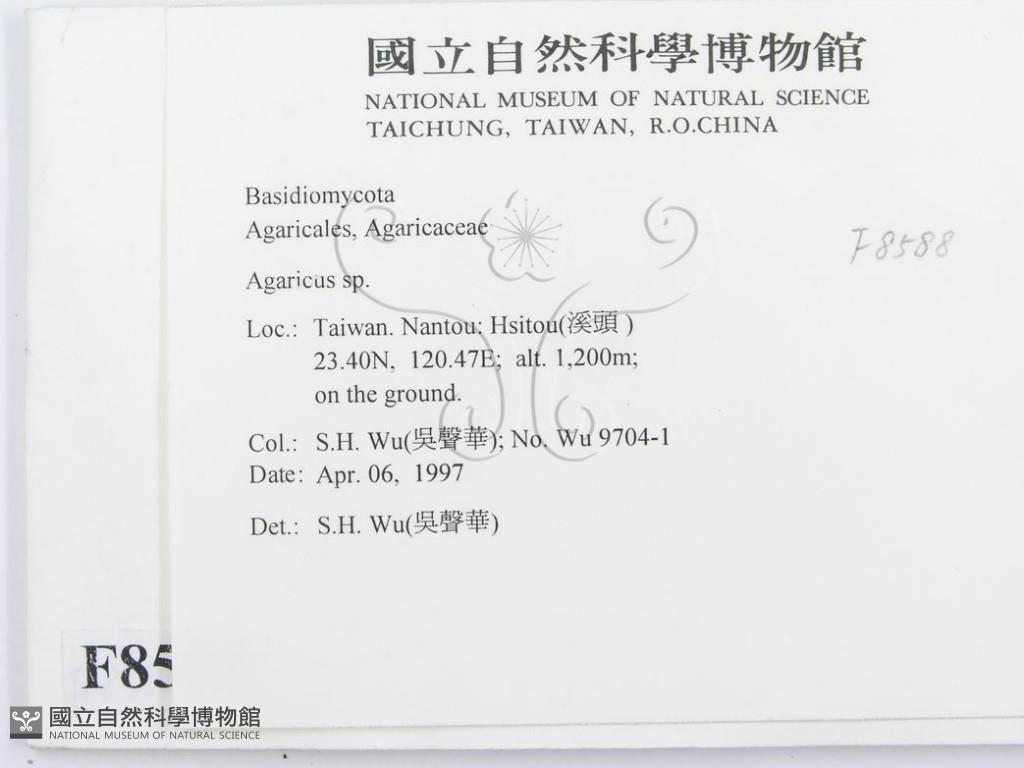 國立自然科學博物館
NATIONAL MUSEUM OF NATURAL SCIENCE
TAICHUNG, TAIWAN, R.O.CHINA
Basidiomycota
Agaricales, Agaricaceae
F8588
Agaricus sp.
Loc.: Taiwan. Nantou: Hsitou(溪頭 )
23.40N, 120.47E; alt. 1,200m;
on the ground.
Col.: S.H. Wu(吳聲華); No. Wu 9704-1
Date: Apr. 06, 1997
Det.: S.H. Wu(吳聲華)
F85
國立自然科學博物館
NATIONAL MUSEUM OF NATURAL SCIENCE